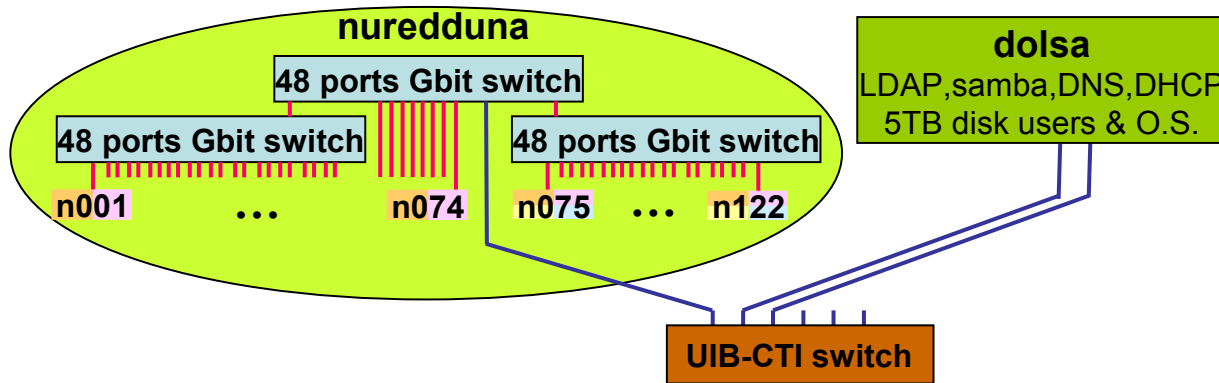 nuredduna
48 ports Gbit switch
48 ports Gbit switch
48 ports Gbit switch
n001
...
n074
n075
...
n122
dolsa
LDAP,samba,DNS,DHCP
5TB disk users & O.S.
UIB-CTI switch